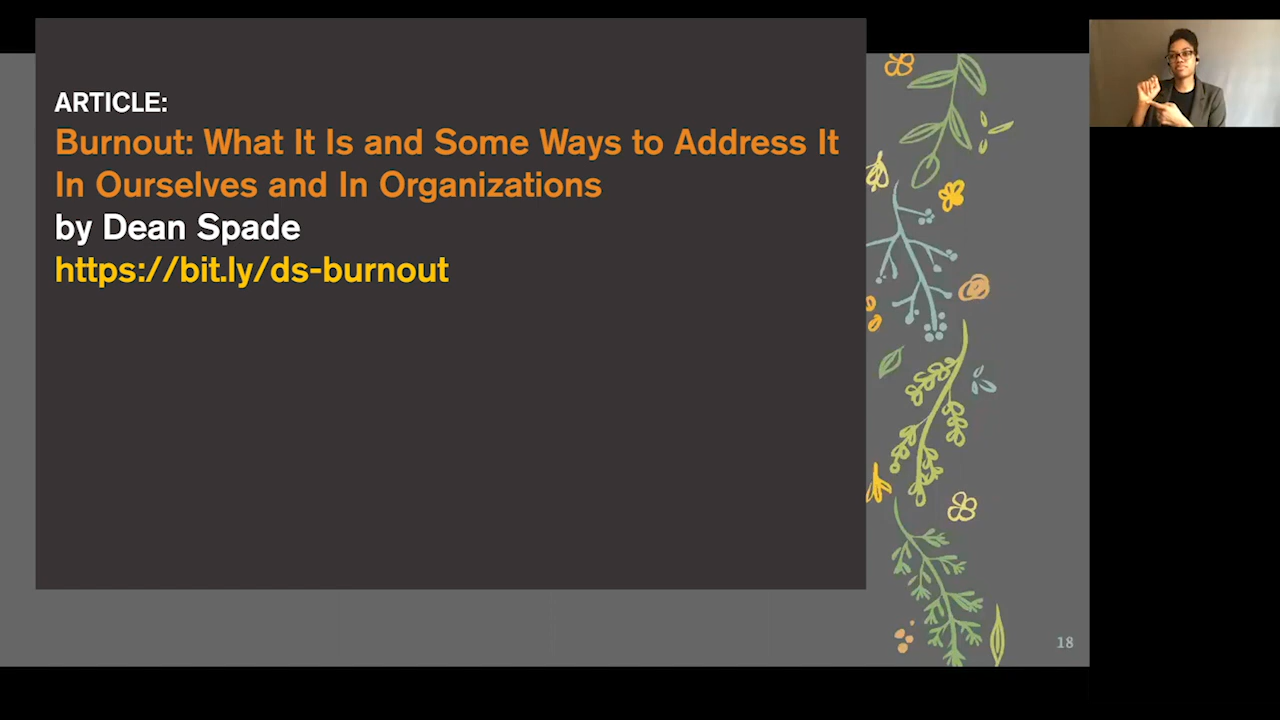 ARTICLE:
Burnout: What It Is and Some Ways to Address It
In Ourselves and In Organizations
by Dean Spade
https://bit.ly/ds-burnout
18